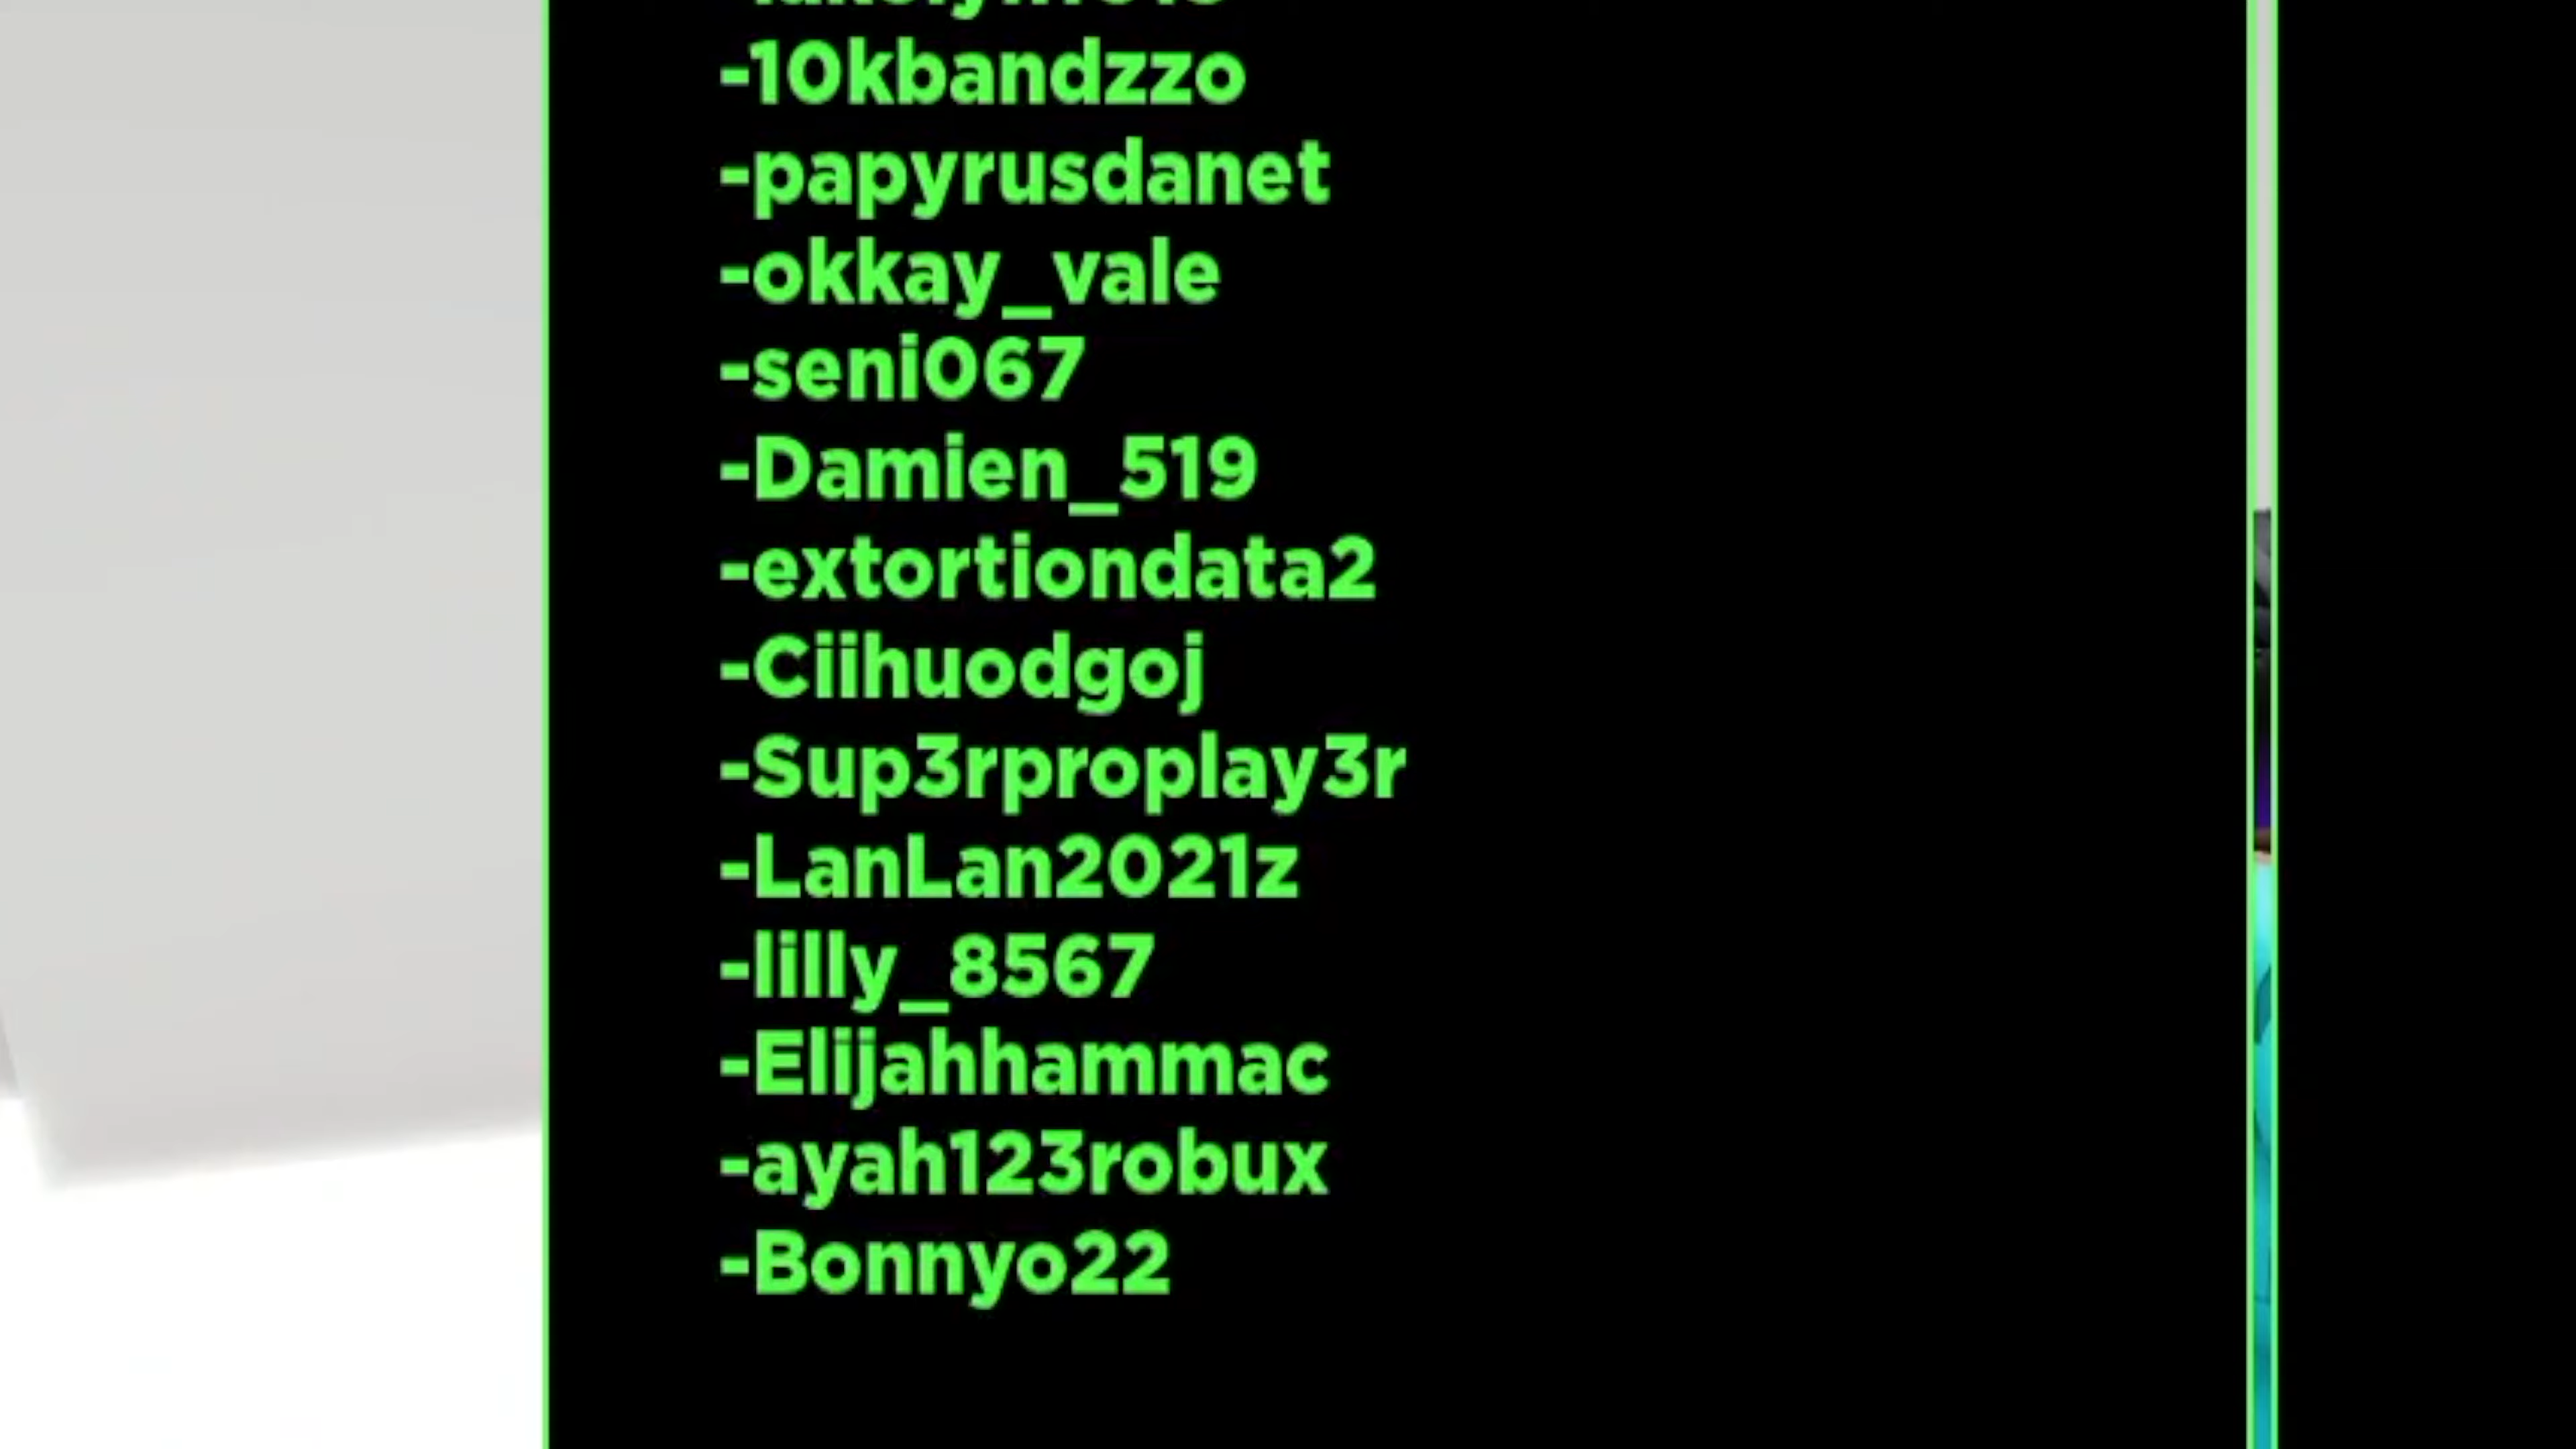 -10kbandzzo
-papyrusdanet
-okkay_vale
-seni067
-Damien_519
-extortiondata2
-Ciihuodgoj
-Sup3rproplay3r
-LanLan2021z
-lilly_8567
-Elijahhammac
-ayah123robux
-Bonnyo22